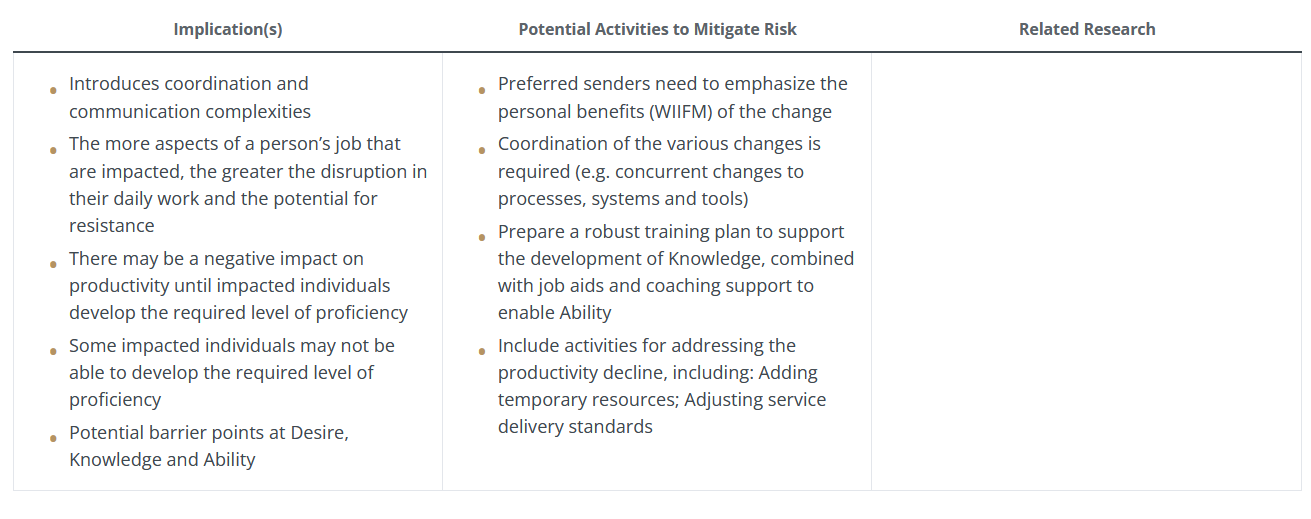 Implication(s)
Potential Activities to Mitigate Risk
Related Research
Introduces coordination and
communication complexities
The more aspects of a person’s job that
are impacted, the greater the disruption in
their daily work and the potential for
resistance
There may be a negative impact on
productivity until impacted individuals
develop the required level of proficiency
Some impacted individuals may not be
able to develop the required level of
proficiency
Potential barrier points at Desire,
Knowledge and Ability
Preferred senders need to emphasize the
personal benefits (WIIFM) of the change
Coordination of the various changes is
required (e.g. concurrent changes to
processes, systems and tools)
Prepare a robust training plan to support
the development of Knowledge, combined
with job aids and coaching support to
enable Ability
Include activities for addressing the
productivity decline, including: Adding
temporary resources; Adjusting service
delivery standards